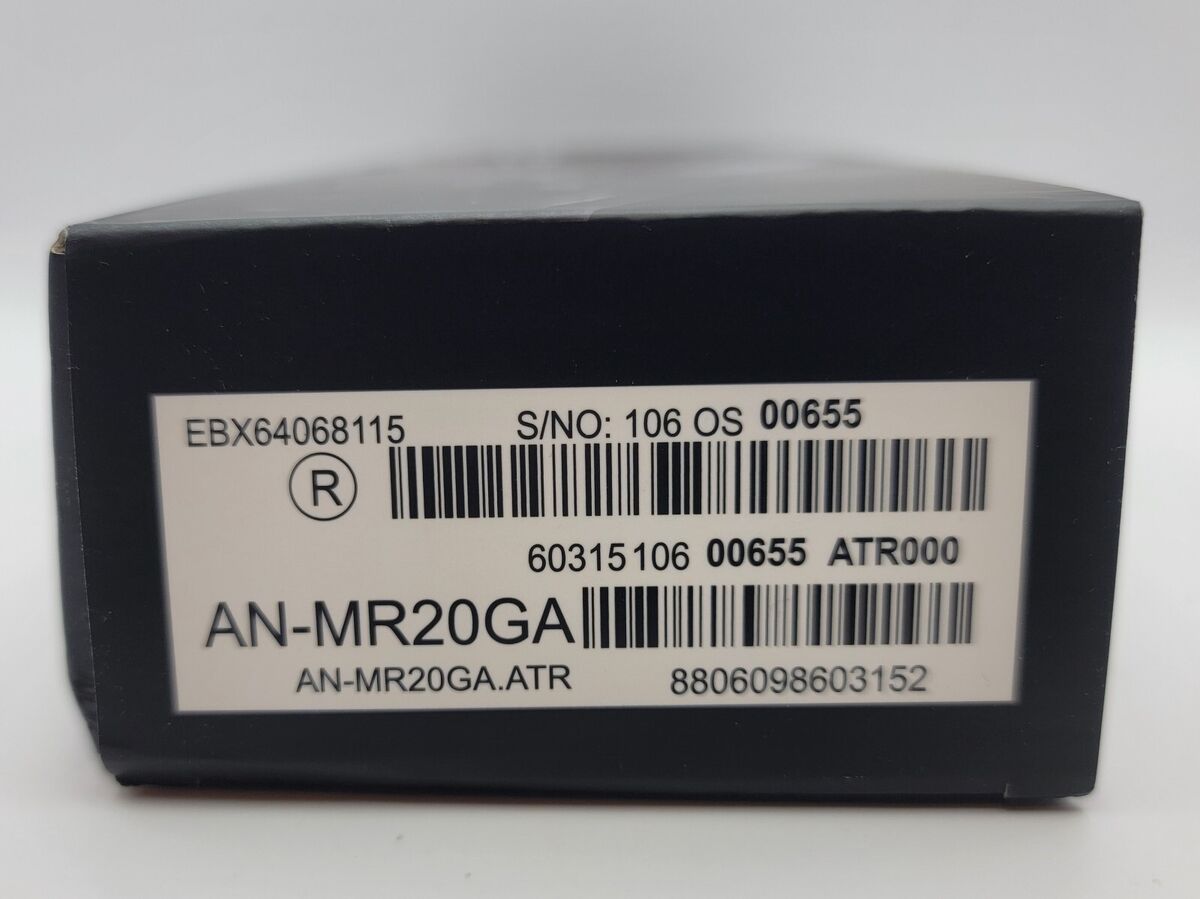 EBX64068115 S/NO: 106 OS 00655
R
60315106 00655 ATR000
AN-MR20GA
AN-MR20GA.ATR 8806098603152